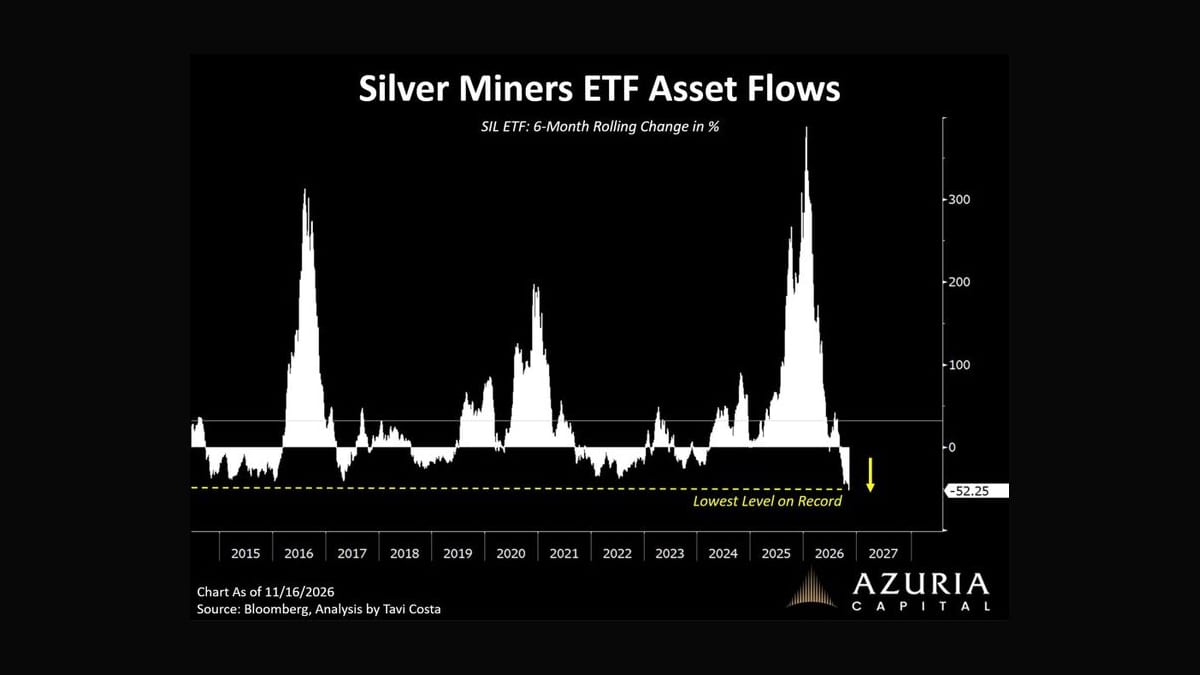 Silver Miners ETF Asset Flows
SIL ETF: 6-Month Rolling Change in %
300
200
100
0
-52.25
Lowest Level on Record
2015 2016 2017 2018 2019 2020 2021 2022 2023 2024 2025 2026 2027
Chart As of 11/16/2026
Source: Bloomberg, Analysis by Tavi Costa
AZURIA
CAPITAL